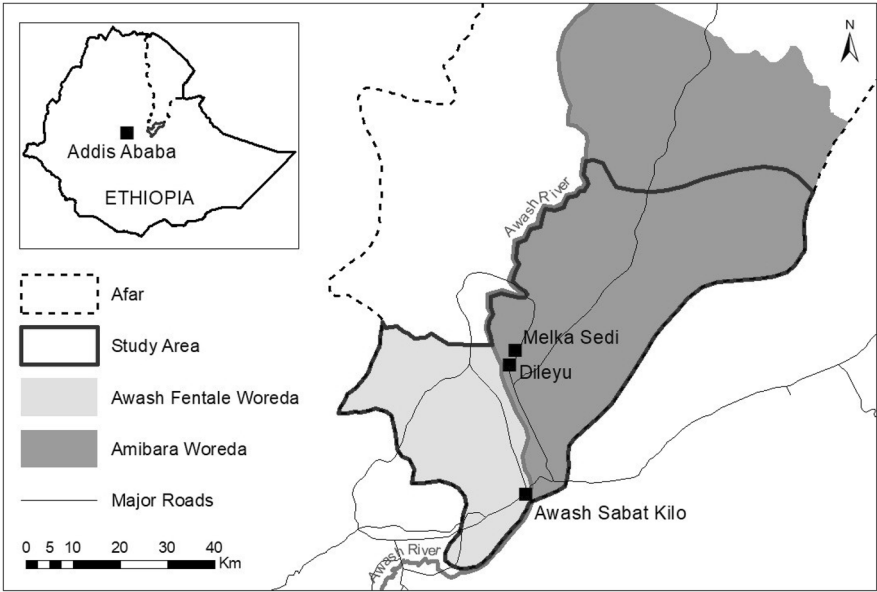 N
Addis Ababa
ETHIOPIA
Awash River
Afar
Study Area
Melka Sedi
Dileyu
Awash Fentale Woreda
Amibara Woreda
Major Roads
Awash Sabat Kilo
0 5 10 20 30 40
Km
Awash River